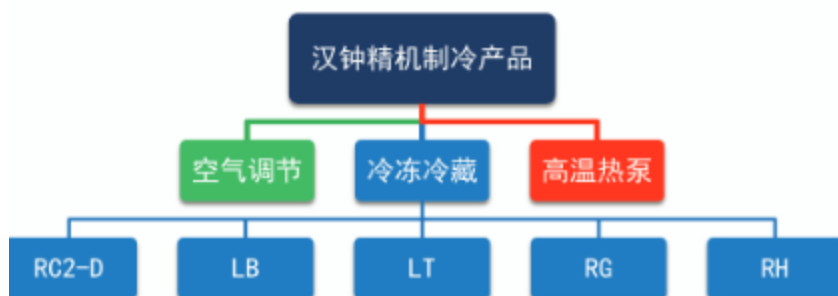 汉钟精机制冷产品
空气调节
冷冻冷藏
高温热泵
RC2-D
LB
LT
RG
RH